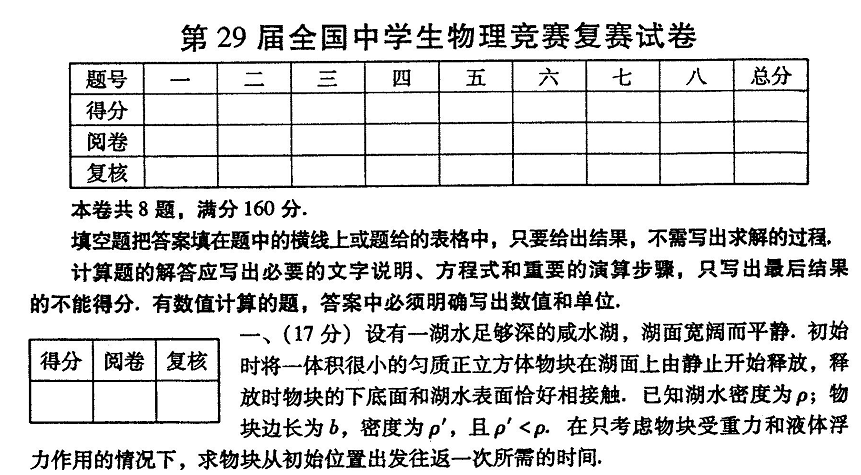 第29届全国中学生物理竞赛复赛试卷
题号 一 二 三 四 五 六 七 八 总分
得分
阅卷
复核
本卷共8题，满分160分．
填空题把答案填在题中的横线上或题给的表格中，只要给出结果，不需写出求解的过程．
计算题的解答应写出必要的文字说明、方程式和重要的演算步骤，只写出最后结果
的不能得分．有数值计算的题，答案中必须明确写出数值和单位．
得分 阅卷 复核
一、（17分）设有一湖水足够深的咸水湖，湖面宽阔而平静．初始
时将一体积很小的匀质正立方体物块在湖面上由静止开始释放，释
放时物块的下底面和湖水表面恰好相接触．已知湖水密度为ρ；物
块边长为b，密度为ρ′，且ρ′<ρ．在只考虑物块受重力和液体浮
力作用的情况下，求物块从初始位置出发往返一次所需的时间．